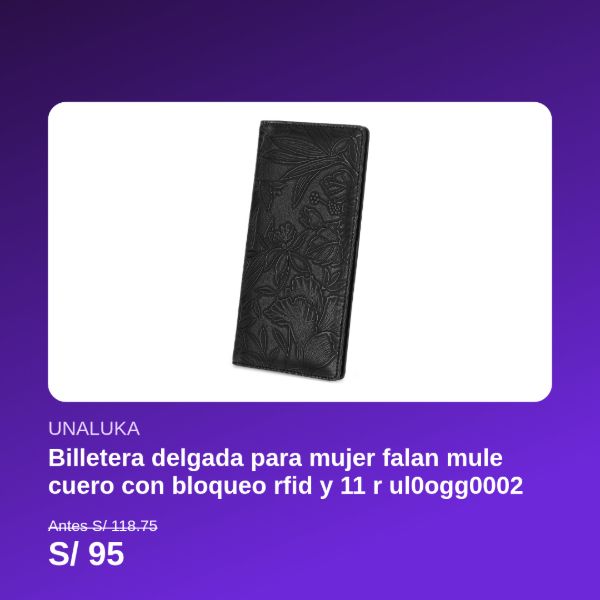 UNALUKA
Billetera delgada para mujer falan mule
cuero con bloqueo rfid y 11 r ul0ogg0002
Antes S/ 118.75
S/ 95